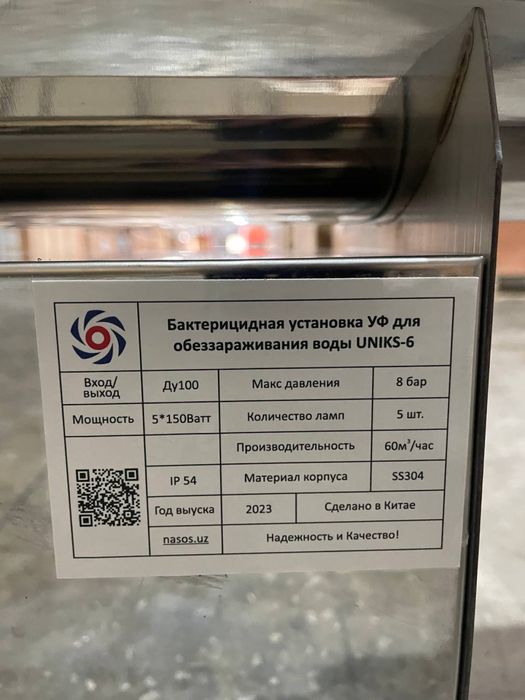 Бактерицидная установка УФ для
обеззараживания воды UNIKS-6
Вход/
выход
Ду100
Макс давления
8 бар
Мощность
5*150Ватт
Количество ламп
5 шт.
Производительность
60м³/час
IP 54
Материал корпуса
SS304
Год выуска
2023
Сделано в Китае
nasos.uz
Надежность и Качество!